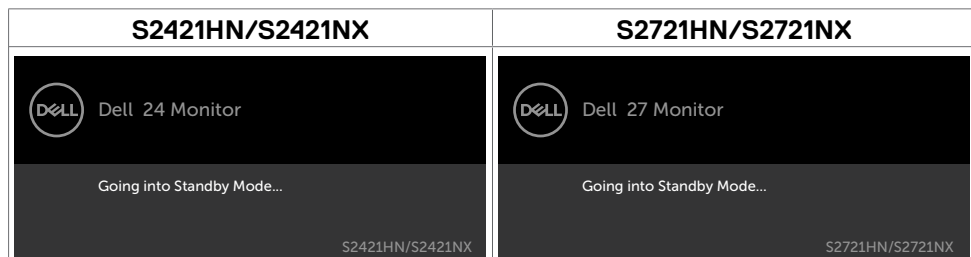 S2421HN/S2421NX
S2721HN/S2721NX
DELL Dell 24 Monitor
Going into Standby Mode...
S2421HN/S2421NX
DELL Dell 27 Monitor
Going into Standby Mode...
S2721HN/S2721NX